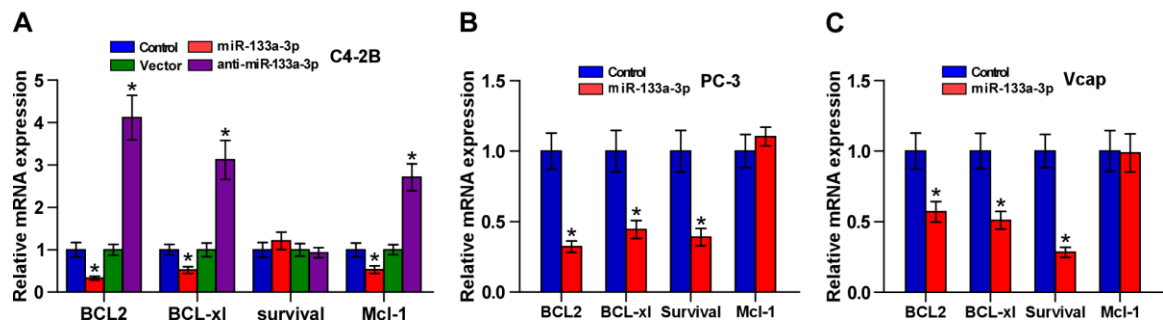 A
Control
miR-133a-3p
Vector
anti-miR-133a-3p
C4-2B
Relative mRNA expression
5
4
3
2
1
0
*
*
*
*
*
*
BCL2
BCL-xl
survival
Mcl-1
B
Control
miR-133a-3p
PC-3
Relative mRNA expression
1.5
1.0
0.5
0.0
*
*
*
BCL2
BCL-xl
Survival
Mcl-1
C
Control
miR-133a-3p
Vcap
Relative mRNA expression
1.5
1.0
0.5
0.0
*
*
*
BCL2
BCL-xl
Survival
Mcl-1